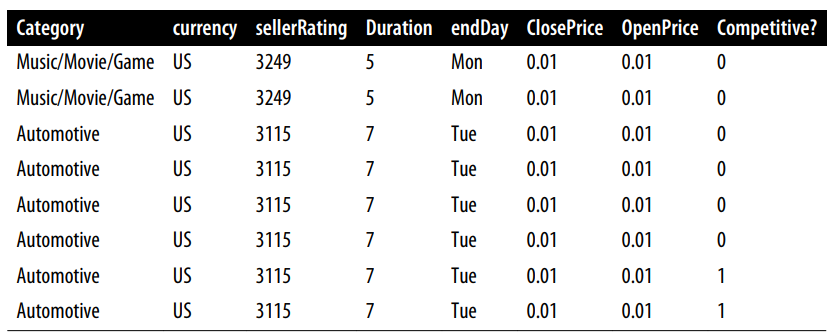 Category currency sellerRating Duration endDay ClosePrice OpenPrice Competitive?
Music/Movie/Game US 3249 5 Mon 0.01 0.01 0
Music/Movie/Game US 3249 5 Mon 0.01 0.01 0
Automotive US 3115 7 Tue 0.01 0.01 0
Automotive US 3115 7 Tue 0.01 0.01 0
Automotive US 3115 7 Tue 0.01 0.01 0
Automotive US 3115 7 Tue 0.01 0.01 0
Automotive US 3115 7 Tue 0.01 0.01 1
Automotive US 3115 7 Tue 0.01 0.01 1